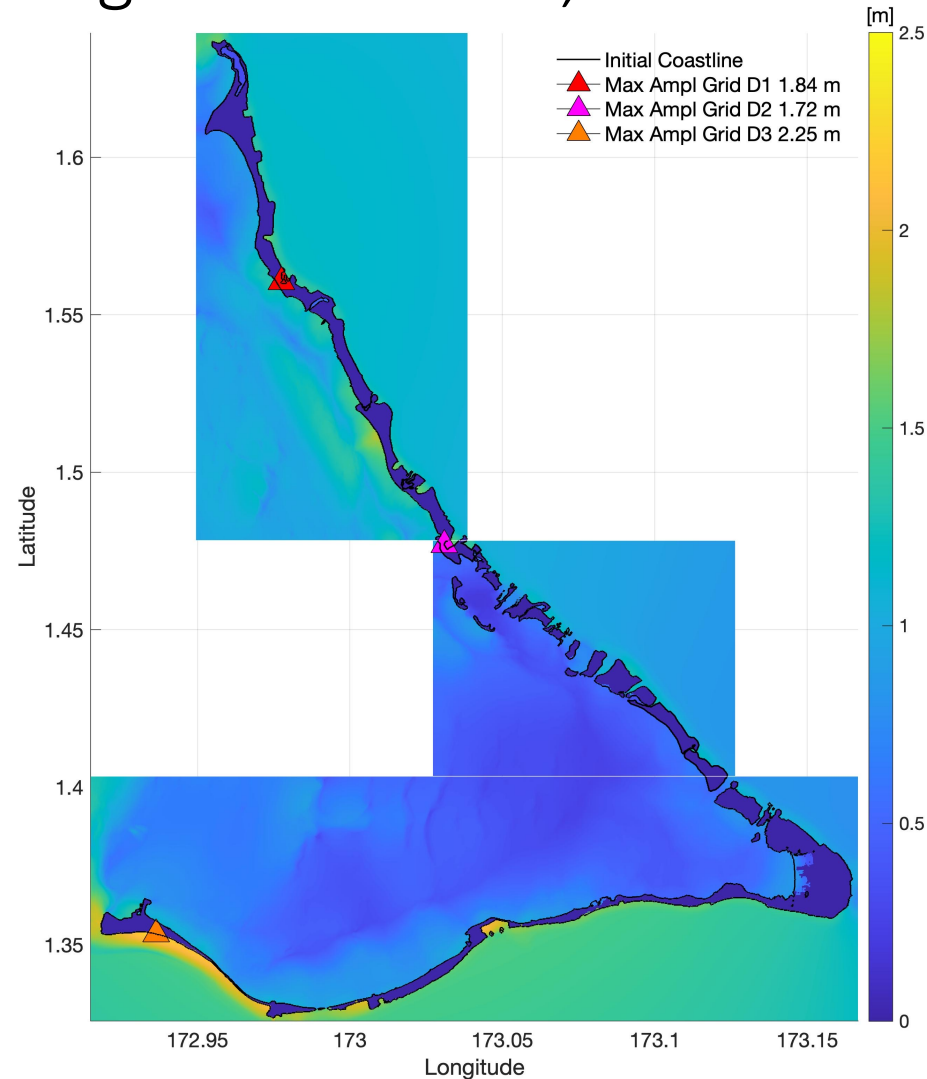 [m]
2.5
Initial Coastline
Max Ampl Grid D1 1.84 m
Max Ampl Grid D2 1.72 m
Max Ampl Grid D3 2.25 m
1.6
2
1.55
1.5
1.5
Latitude
1.45
1
1.4
0.5
1.35
0
172.95
173
173.05
173.1
173.15
Longitude